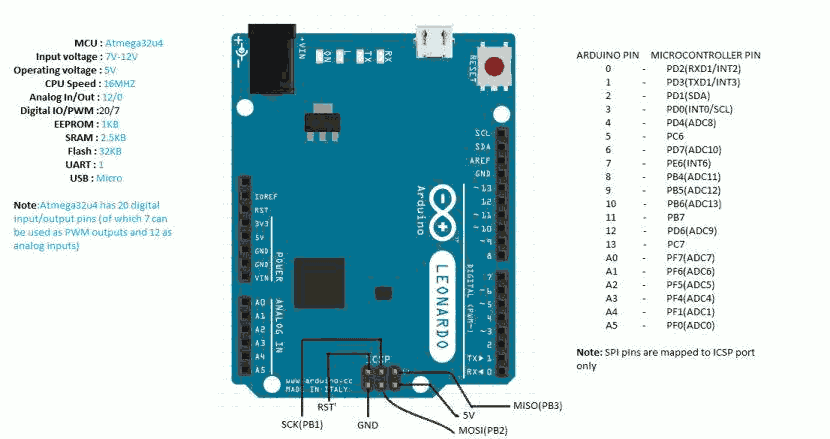 MCU : Atmega32u4
Input voltage : 7V-12V
Operating voltage : 5V
CPU Speed : 16MHZ
Analog In/Out : 12/0
Digital IO/PWM :20/7
EEPROM : 1KB
SRAM : 2.5KB
Flash : 32KB
UART : 1
USB : Micro
Note:Atmega32u4 has 20 digital
input/output pins (of which 7 can
be used as PWM outputs and 12 as
analog inputs)
+VIN
ON
L
TX
RX
RESET
SCL
SDA
AREF
GND
~13
12
~11
~10
~9
8
7
~6
~5
4
~3
2
TX▶1
RX◀0
IOREF
RST
3V3
5V
GND
GND
VIN
POWER
A0
A1
A2
A3
A4
A5
ANALOG IN
Arduino
LEONARDO
DIGITAL (PWM~)
ICSP
www.arduino.cc
MADE IN ITALY
RST'
SCK(PB1)
GND
MOSI(PB2)
5V
MISO(PB3)
ARDUINO PIN MICROCONTROLLER PIN
0 - PD2(RXD1/INT2)
1 - PD3(TXD1/INT3)
2 - PD1(SDA)
3 - PD0(INT0/SCL)
4 - PD4(ADC8)
5 - PC6
6 - PD7(ADC10)
7 - PE6(INT6)
8 - PB4(ADC11)
9 - PB5(ADC12)
10 - PB6(ADC13)
11 - PB7
12 - PD6(ADC9)
13 - PC7
A0 - PF7(ADC7)
A1 - PF6(ADC6)
A2 - PF5(ADC5)
A3 - PF4(ADC4)
A4 - PF1(ADC1)
A5 - PF0(ADC0)
Note: SPI pins are mapped to ICSP port
only